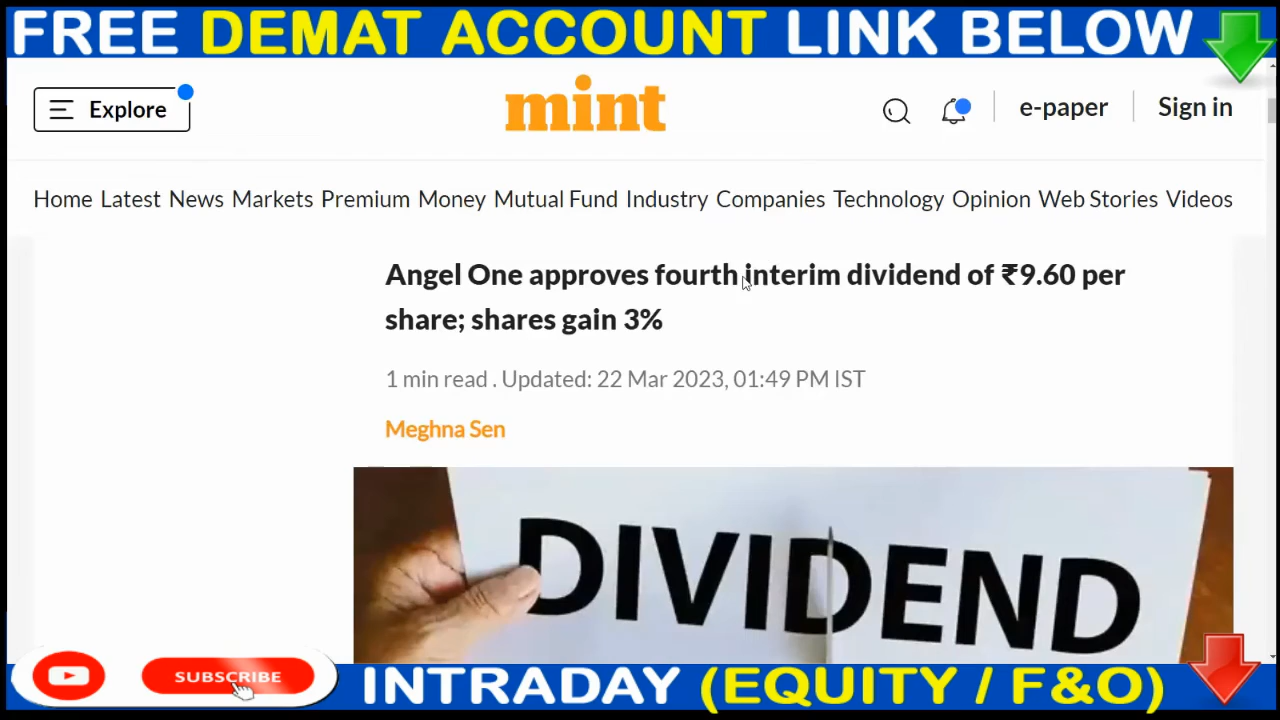 FREE DEMAT ACCOUNT LINK BELOW
Explore
mint
e-paper
Sign in
Home Latest News Markets Premium Money Mutual Fund Industry Companies Technology Opinion Web Stories Videos
Angel One approves fourth interim dividend of ₹9.60 per
share; shares gain 3%
1 min read . Updated: 22 Mar 2023, 01:49 PM IST
Meghna Sen
DIVIDEND
SUBSCRIBE
INTRADAY (EQUITY / F&O)